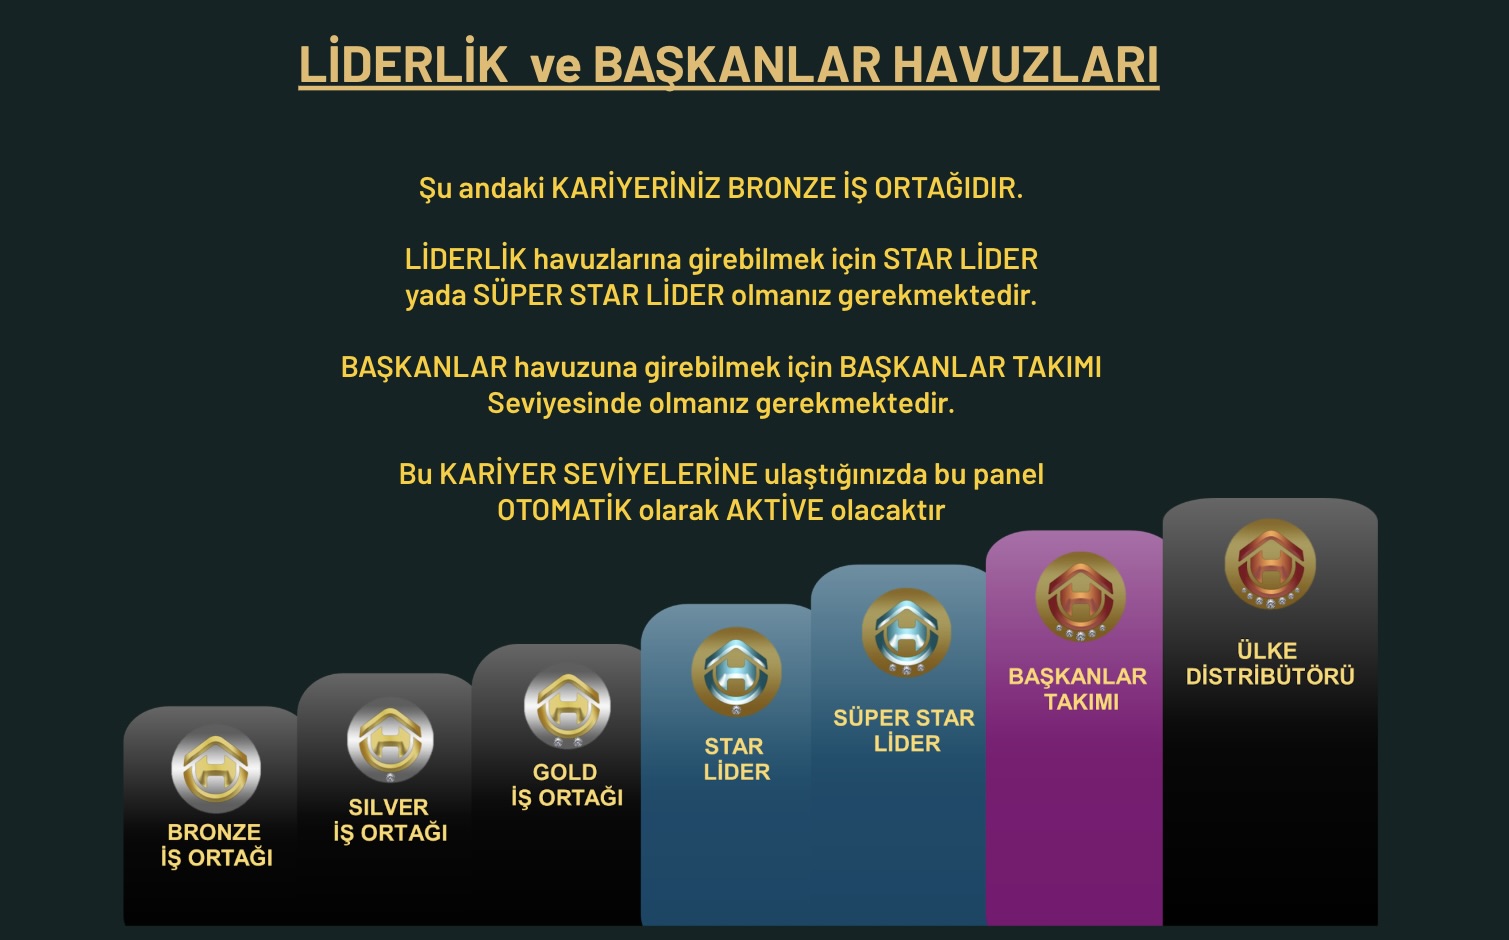 LİDERLİK ve BAŞKANLAR HAVUZLARI
Şu andaki KARİYERİNİZ BRONZE İŞ ORTAĞIDIR.
LİDERLİK havuzlarına girebilmek için STAR LİDER
yada SÜPER STAR LİDER olmanız gerekmektedir.
BAŞKANLAR havuzuna girebilmek için BAŞKANLAR TAKIMI
Seviyesinde olmanız gerekmektedir.
Bu KARİYER SEVİYELERİNE ulaştığınızda bu panel
OTOMATİK olarak AKTİVE olacaktır
BRONZE
İŞ ORTAĞI
SILVER
İŞ ORTAĞI
GOLD
İŞ ORTAĞI
STAR
LİDER
SÜPER STAR
LİDER
BAŞKANLAR
TAKIMI
ÜLKE
DİSTRİBÜTÖRÜ